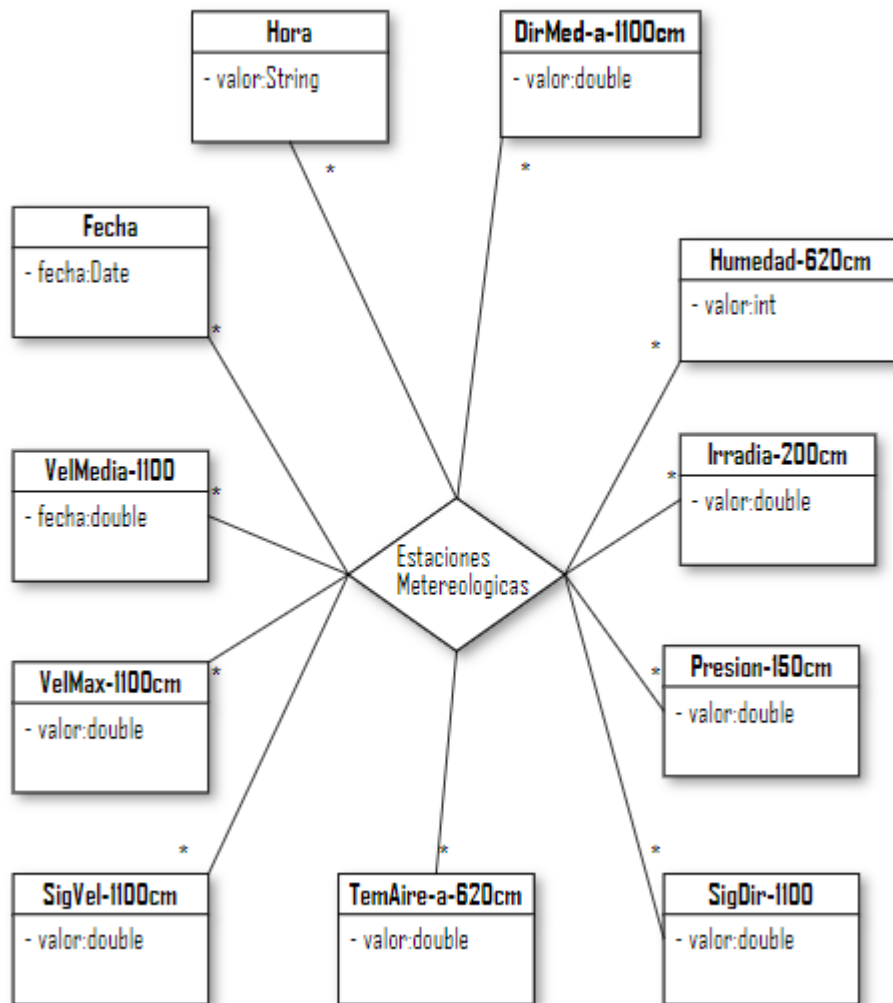 Hora
- valor:String
*
DirMed-a-1100cm
- valor:double
*
Fecha
- fecha:Date
*
Humedad-620cm
- valor:int
*
VelMedia-1100
- fecha:double
*
Irradia-200cm
- valor:double
*
Estaciones
Metereologicas
VelMax-1100cm
- valor:double
*
Presion-150cm
- valor:double
*
SigVel-1100cm
- valor:double
*
TemAire-a-620cm
- valor:double
*
SigDir-1100
- valor:double
*